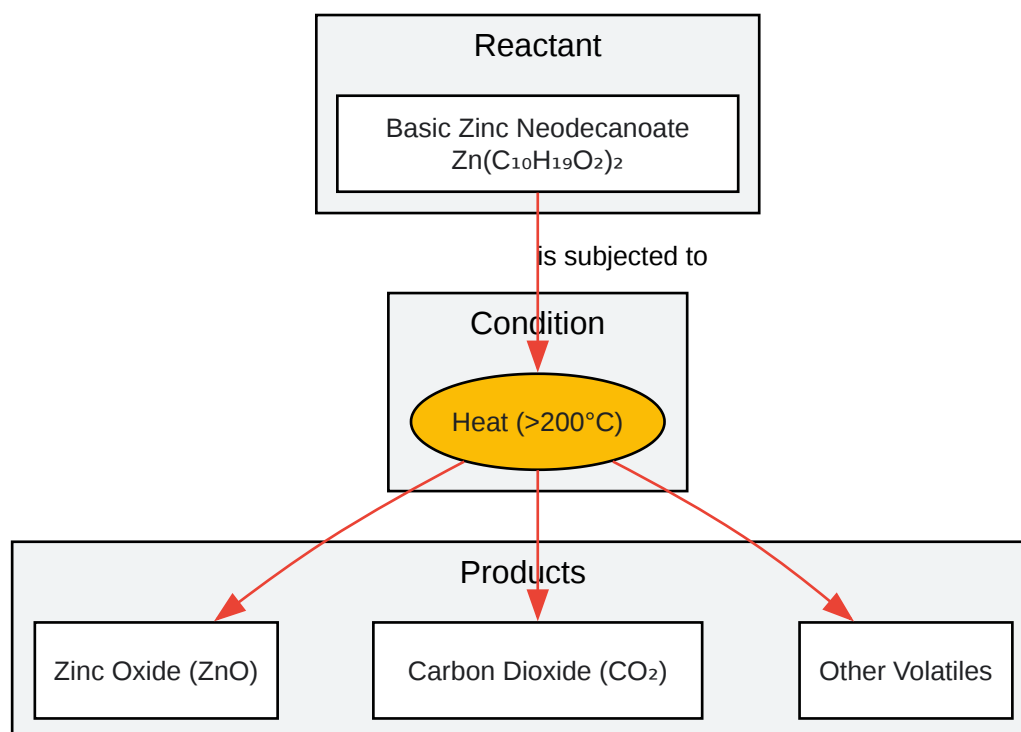 Reactant
Basic Zinc Neodecanoate
Zn(C₁₀H₁₉O₂)₂
is subjected to
Condition
Heat (>200°C)
Products
Zinc Oxide (ZnO)
Carbon Dioxide (CO₂)
Other Volatiles